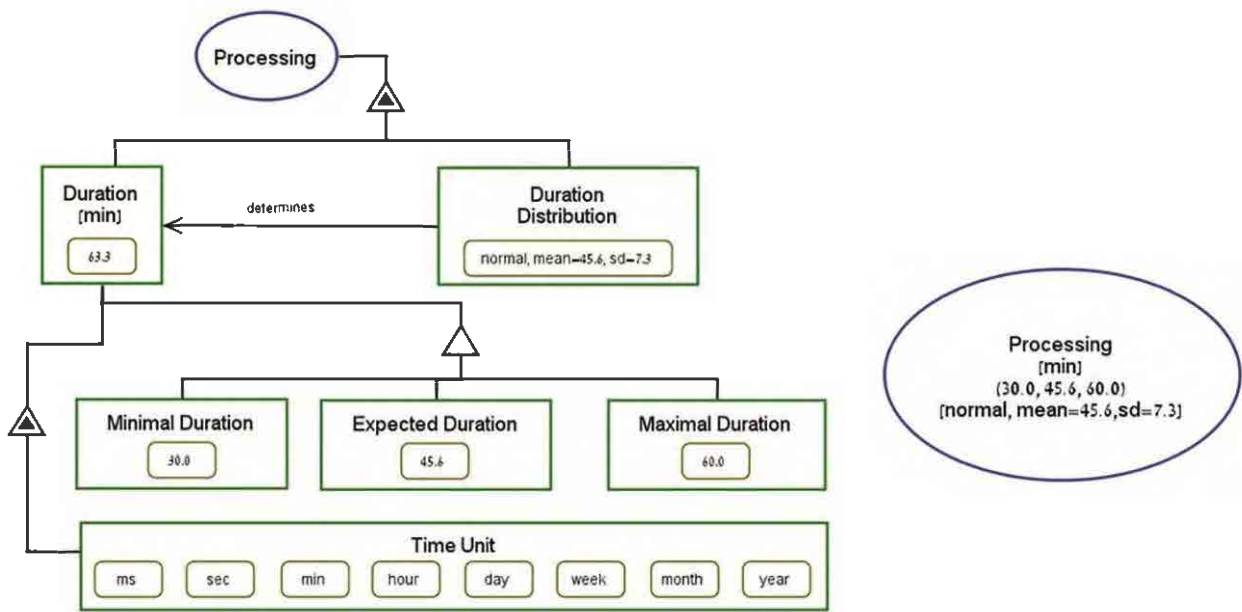 Processing
Duration
[min]
63.3
determines
Duration
Distribution
normal, mean=45.6, sd=7.3
Minimal Duration
30.0
Expected Duration
45.6
Maximal Duration
60.0
Time Unit
ms sec min hour day week month year
Processing
[min]
(30.0, 45.6, 60.0)
[normal, mean=45.6,sd=7.3]